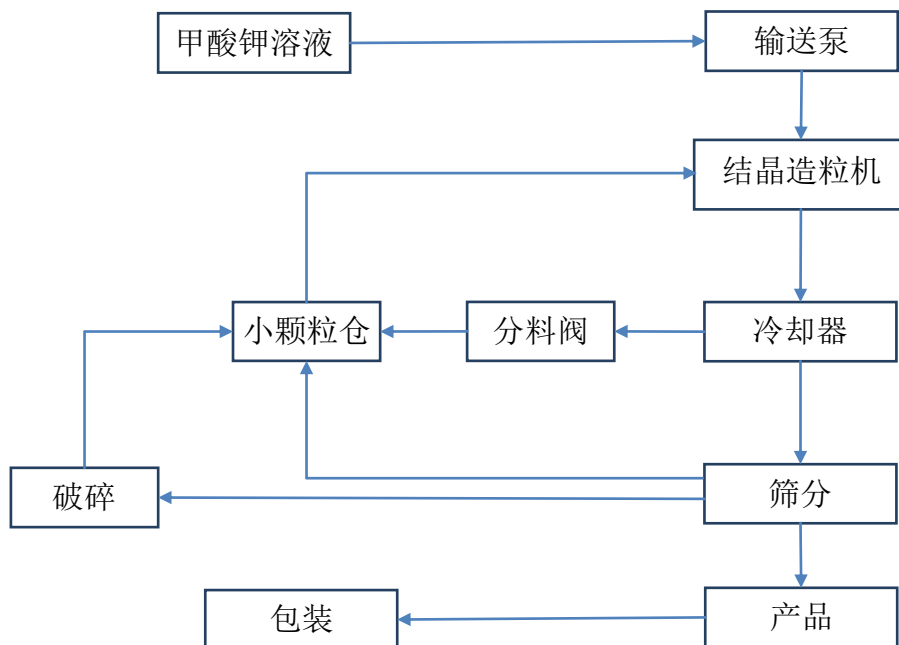 甲酸钾溶液
输送泵
结晶造粒机
小颗粒仓
分料阀
冷却器
破碎
筛分
包装
产品